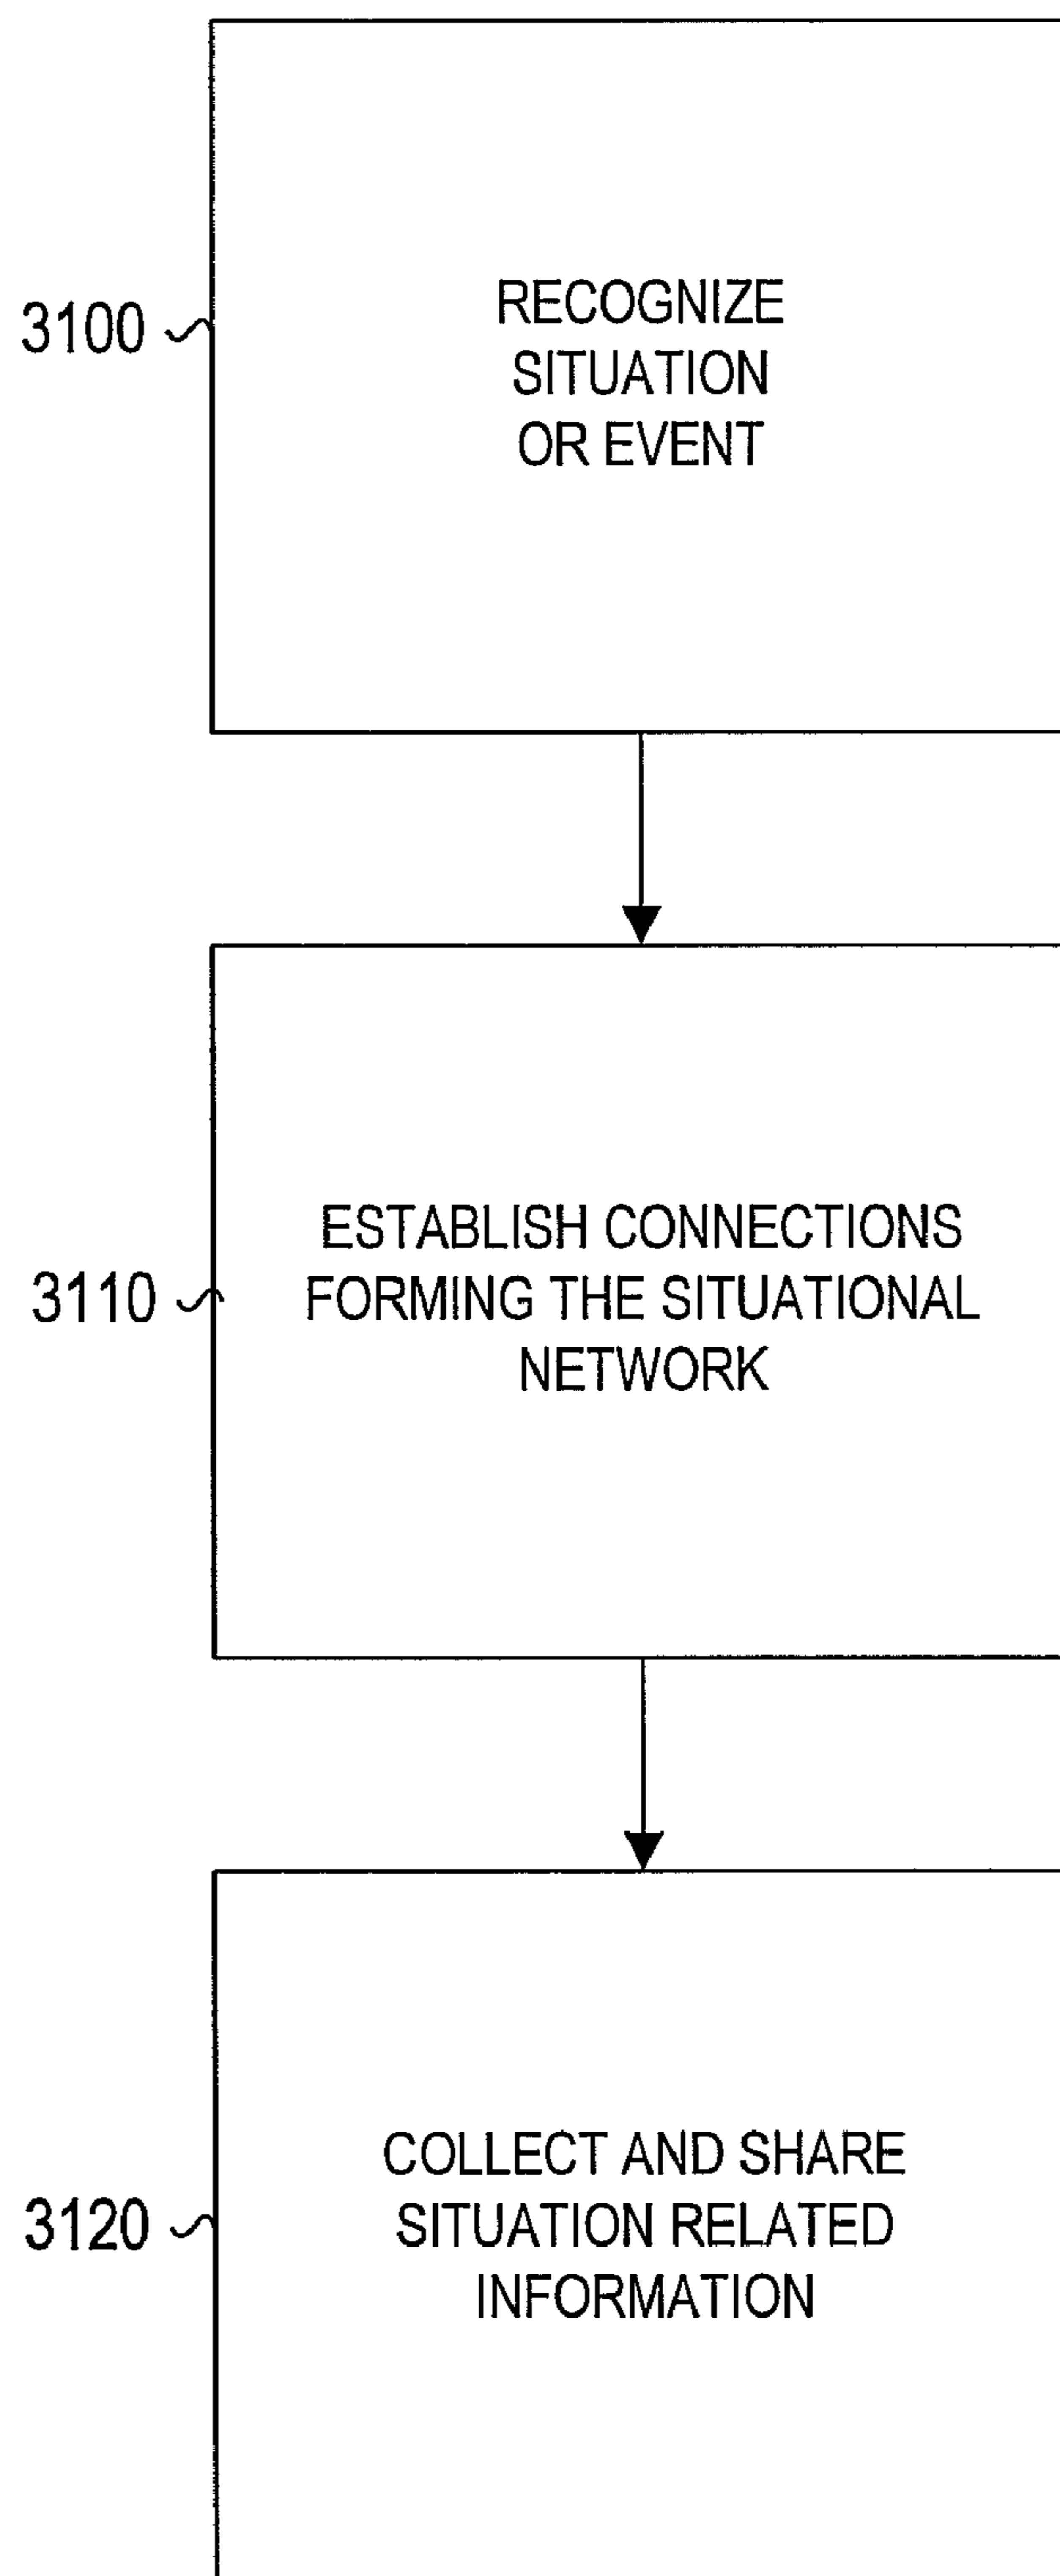 3100
RECOGNIZE
SITUATION
OR EVENT
3110
ESTABLISH CONNECTIONS
FORMING THE SITUATIONAL
NETWORK
3120
COLLECT AND SHARE
SITUATION RELATED
INFORMATION